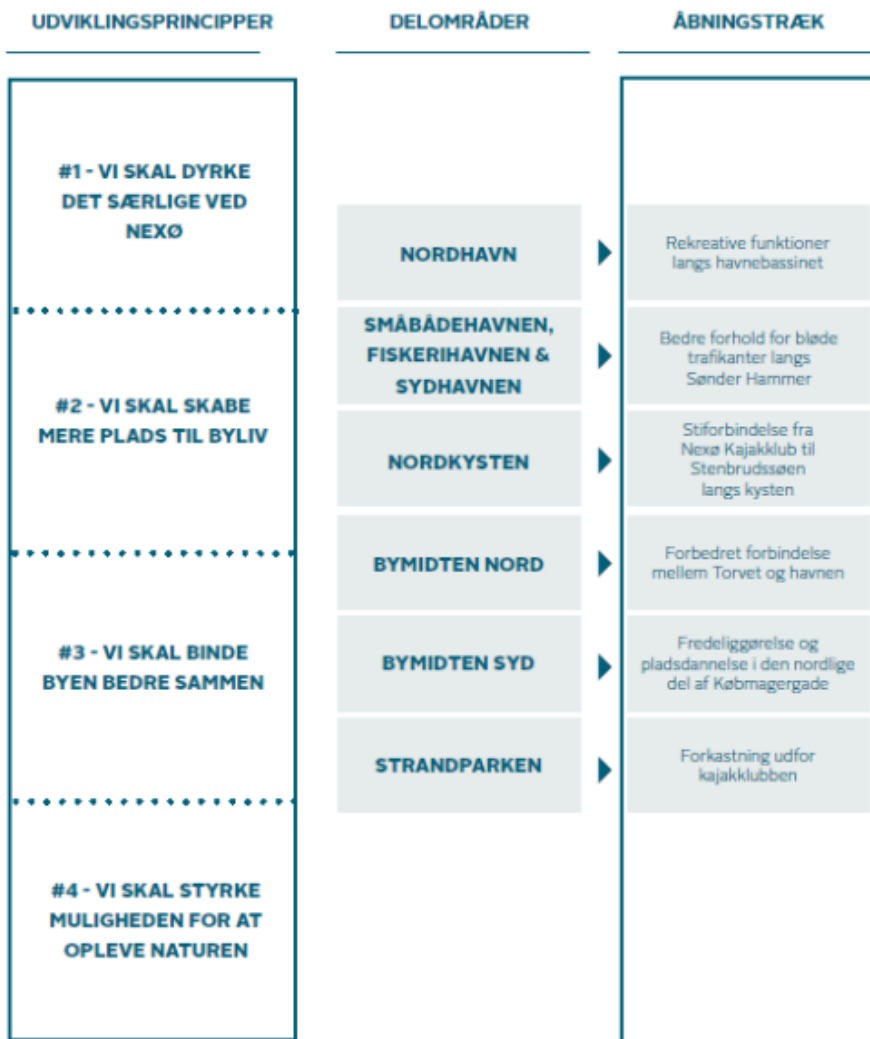 UDVIKLINGSPRINCIPPER
DELOMRÅDER
ÅBNINGSTRÆK
#1 - VI SKAL DYRKE
DET SÆRLIGE VED
NEXØ
#2 - VI SKAL SKABE
MERE PLADS TIL BYLIV
#3 - VI SKAL BINDE
BYEN BEDRE SAMMEN
#4 - VI SKAL STYRKE
MULIGHEDEN FOR AT
OPLEVE NATUREN
NORDHAVN
Rekreative funktioner
langs havnebassinet
SMÅBÅDEHAVNEN,
FISKERIHAVNEN &
SYDHAVNEN
Bedre forhold for bløde
trafikanter langs
Sønder Hammer
NORDKYSTEN
Stiforbindelse fra
Nexø Kajakklub til
Stenbrudssøen
langs kysten
BYMIDTEN NORD
Forbedret forbindelse
mellem Torvet og havnen
BYMIDTEN SYD
Fredeliggørelse og
pladsdannelse i den nordlige
del af Købmagergade
STRANDPARKEN
Forkastning udfor
kajakklubben